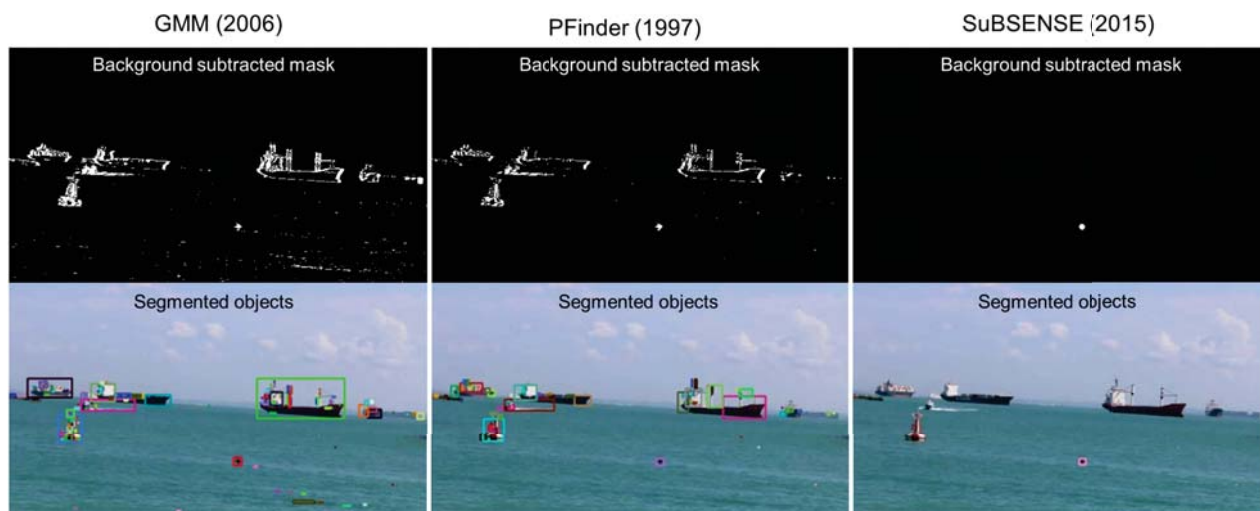 GMM (2006)
PFinder (1997)
SuBSENSE (2015)
Background subtracted mask
Background subtracted mask
Background subtracted mask
Segmented objects
Segmented objects
Segmented objects